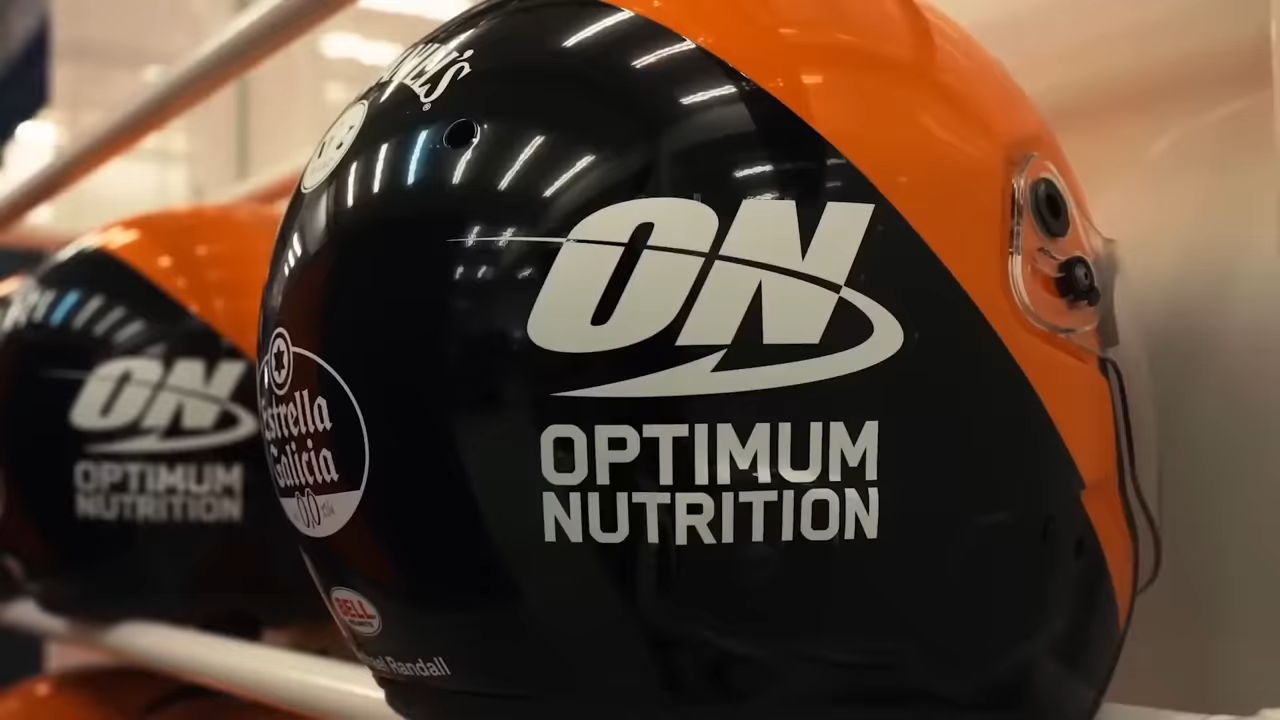 ON
OPTIMUM
NUTRITION
Estrella
Galicia
0,0
BELL
Randall
ON
OPTIMUM
NUTRITION